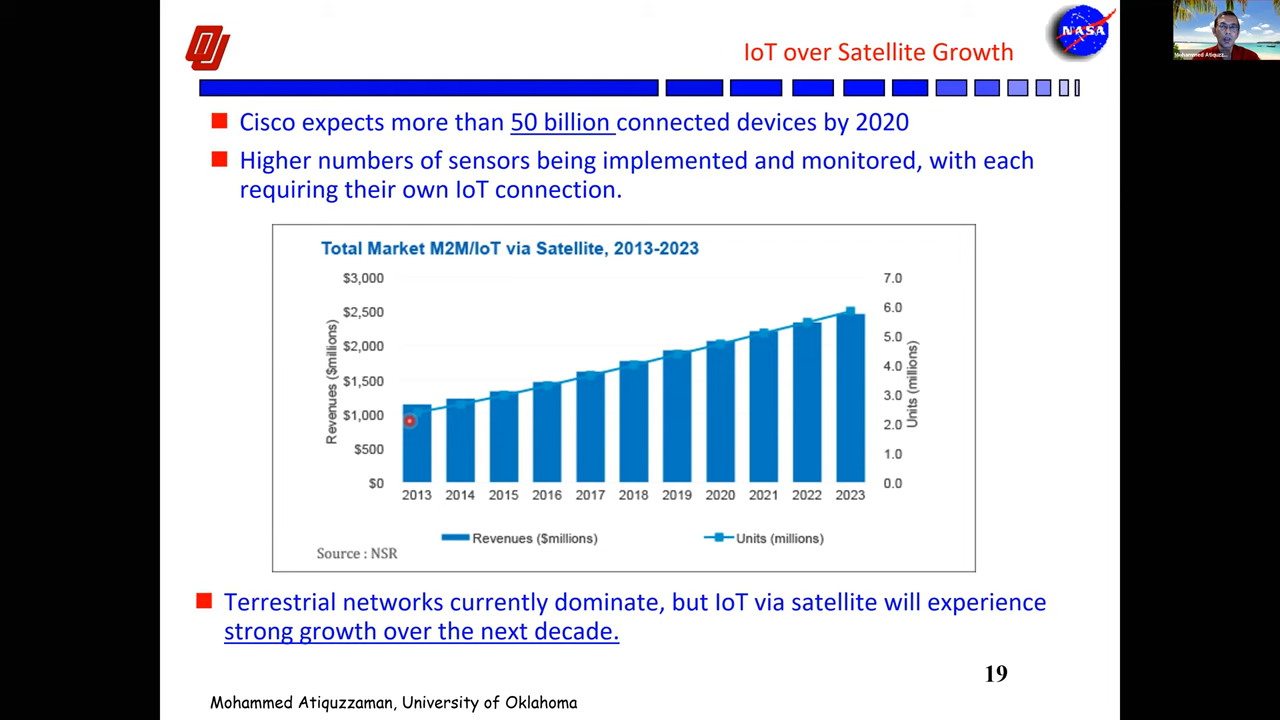 IoT over Satellite Growth
NASA
Mohammed Atiquzz...
Cisco expects more than 50 billion connected devices by 2020
Higher numbers of sensors being implemented and monitored, with each
requiring their own IoT connection.
Total Market M2M/IoT via Satellite, 2013-2023
Revenues ($millions)
$3,000
$2,500
$2,000
$1,500
$1,000
$500
$0
7.0
6.0
5.0
4.0
3.0
2.0
1.0
0.0
Units (millions)
2013 2014 2015 2016 2017 2018 2019 2020 2021 2022 2023
Revenues ($millions) Units (millions)
Source : NSR
Terrestrial networks currently dominate, but IoT via satellite will experience
strong growth over the next decade.
19
Mohammed Atiquzzaman, University of Oklahoma